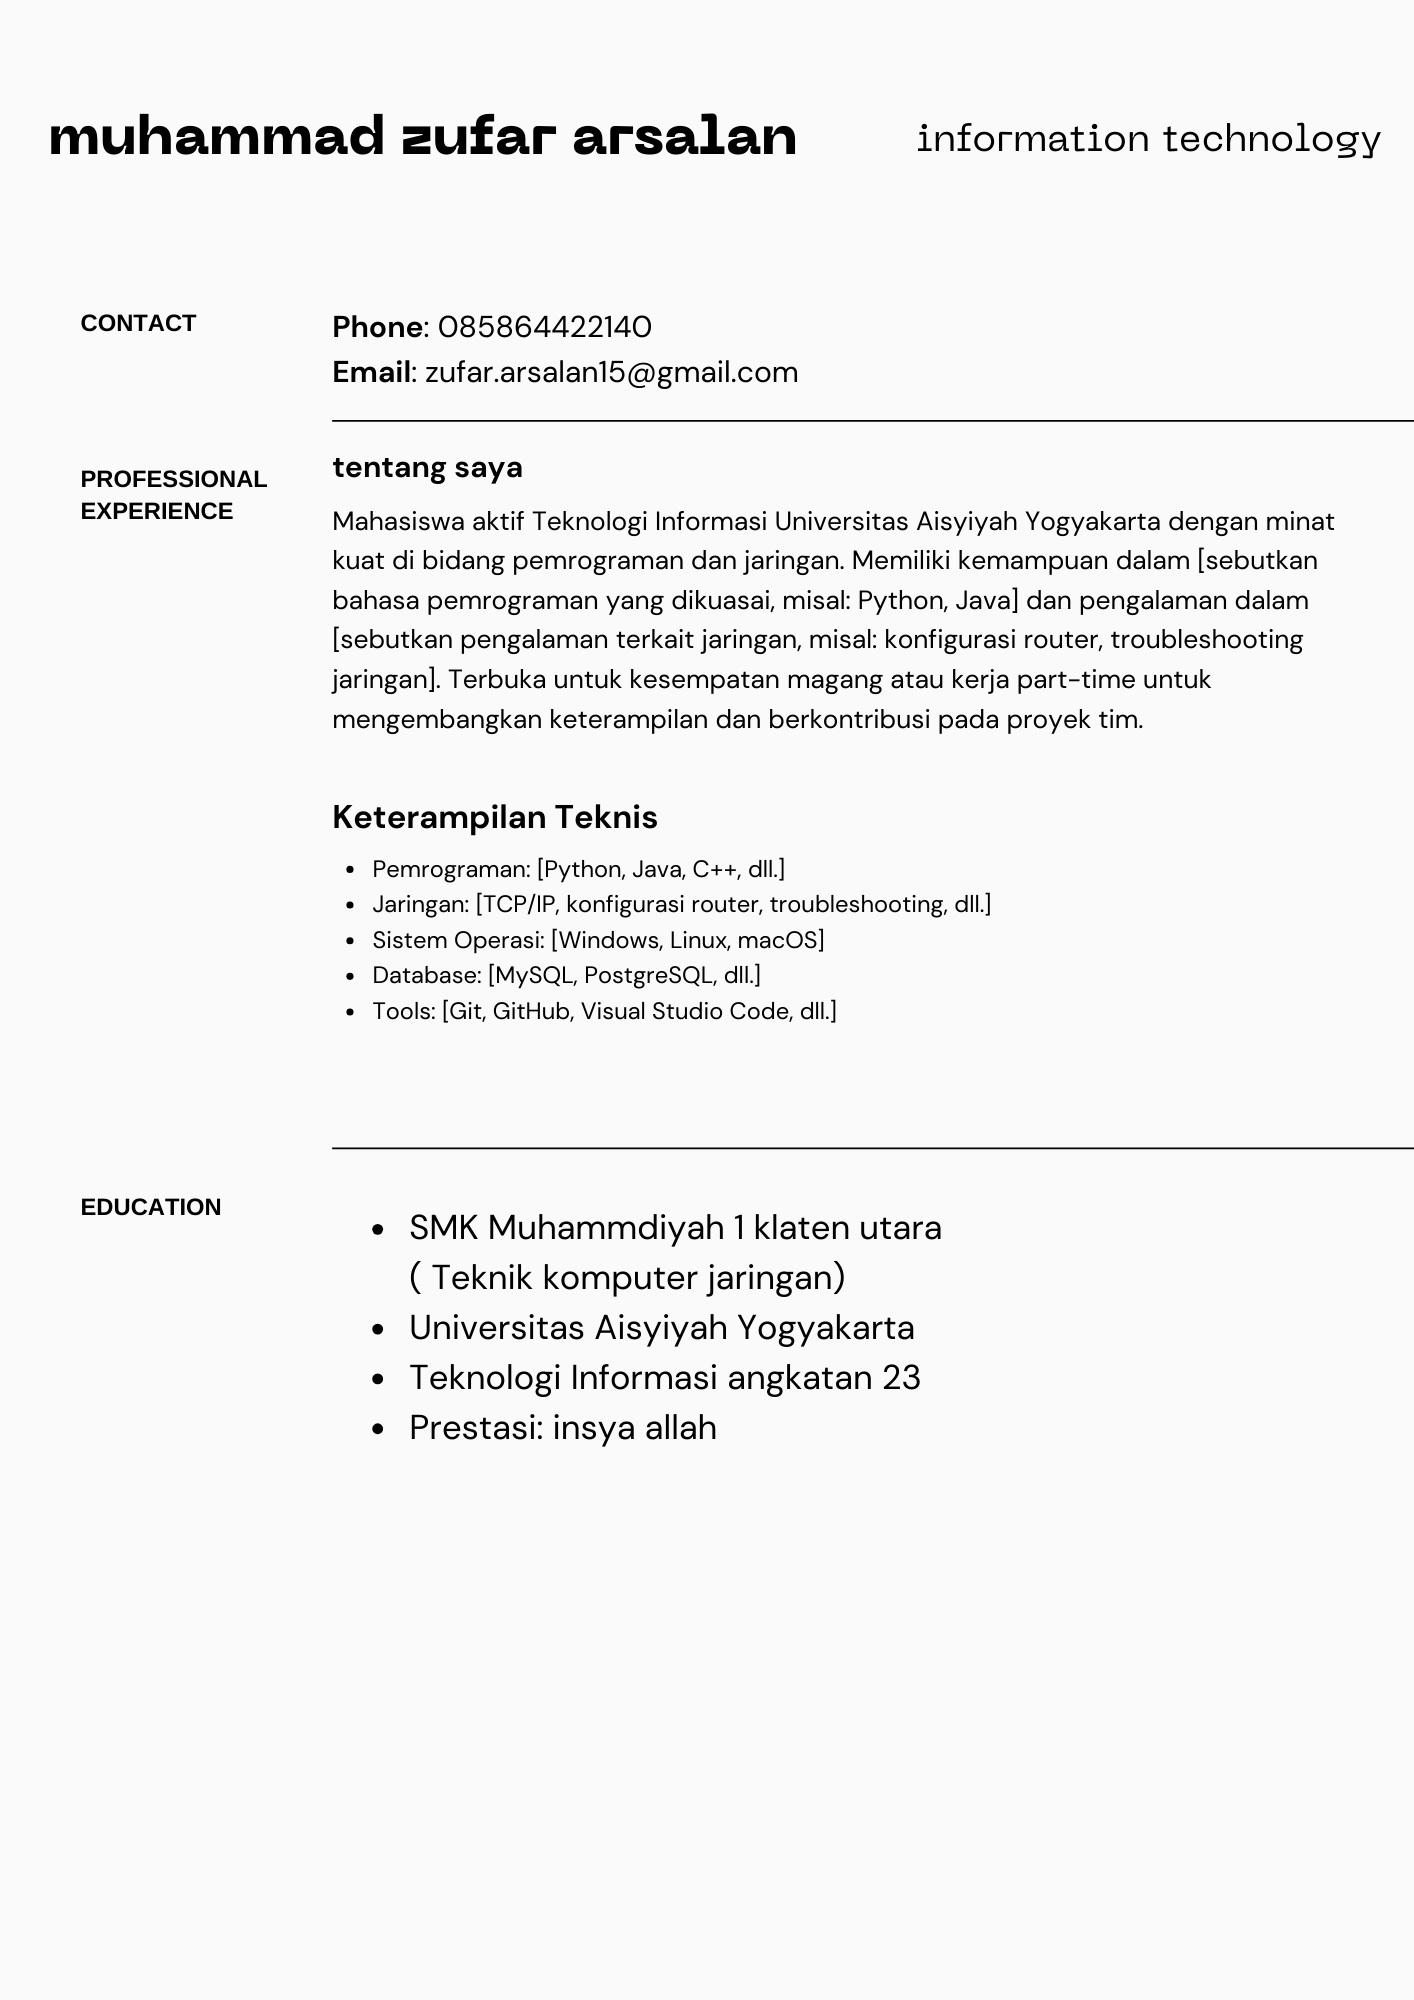 muhammad zufar arsalan
information technology
CONTACT
Phone: 085864422140
Email: zufar.arsalan15@gmail.com
PROFESSIONAL
EXPERIENCE
tentang saya
Mahasiswa aktif Teknologi Informasi Universitas Aisyiyah Yogyakarta dengan minat
kuat di bidang pemrograman dan jaringan. Memiliki kemampuan dalam [sebutkan
bahasa pemrograman yang dikuasai, misal: Python, Java] dan pengalaman dalam
[sebutkan pengalaman terkait jaringan, misal: konfigurasi router, troubleshooting
jaringan]. Terbuka untuk kesempatan magang atau kerja part-time untuk
mengembangkan keterampilan dan berkontribusi pada proyek tim.
Keterampilan Teknis
• Pemrograman: [Python, Java, C++, dll.]
• Jaringan: [TCP/IP, konfigurasi router, troubleshooting, dll.]
• Sistem Operasi: [Windows, Linux, macOS]
• Database: [MySQL, PostgreSQL, dll.]
• Tools: [Git, GitHub, Visual Studio Code, dll.]
EDUCATION
• SMK Muhammdiyah 1 klaten utara
( Teknik komputer jaringan)
• Universitas Aisyiyah Yogyakarta
• Teknologi Informasi angkatan 23
• Prestasi: insya allah